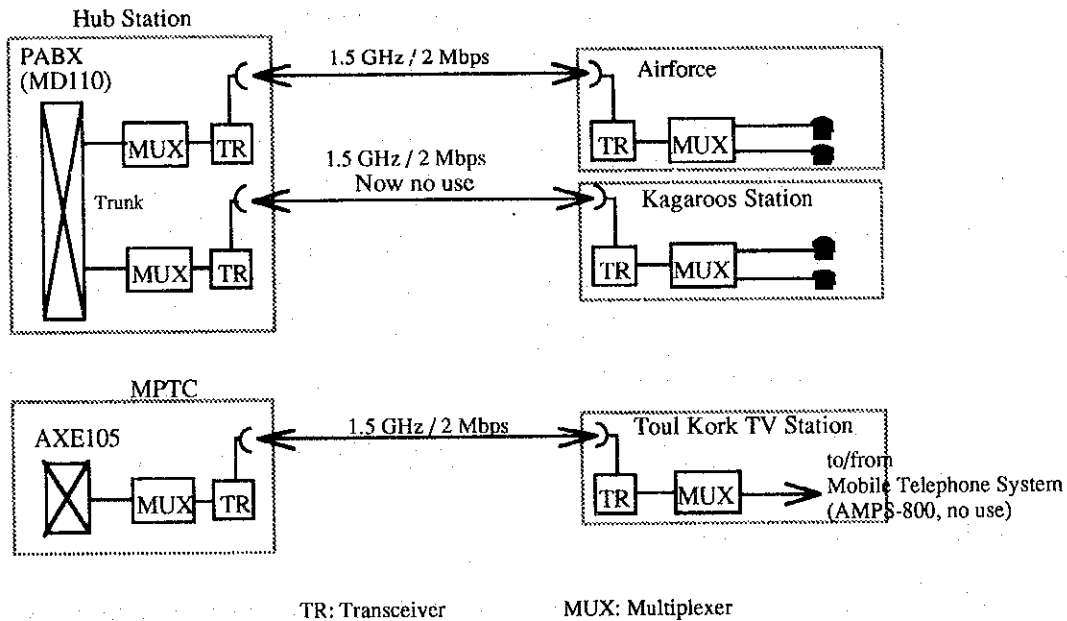 Hub Station
PABX
(MD110)
1.5 GHz / 2 Mbps
Airforce
MUX
TR
TR
MUX
1.5 GHz / 2 Mbps
Now no use
Trunk
Kagaroos Station
MUX
TR
TR
MUX
MPTC
AXE105
1.5 GHz / 2 Mbps
Toul Kork TV Station
to/from
Mobile Telephone System
(AMPS-800, no use)
MUX
TR
TR
MUX
TR: Transceiver
MUX: Multiplexer